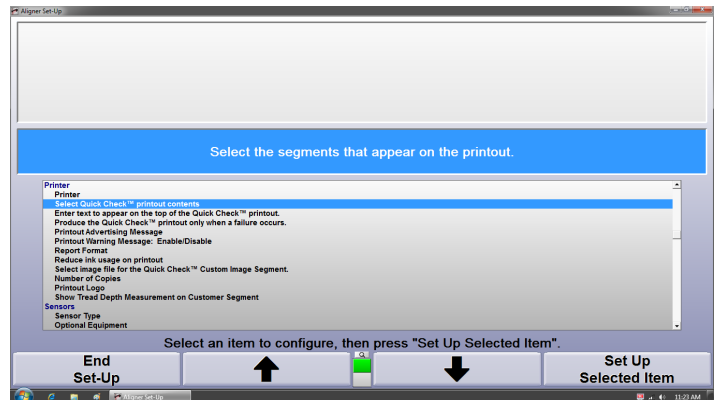 Aligner Set-Up
Select the segments that appear on the printout.
Printer
Printer
Select Quick Check™ printout contents
Enter text to appear on the top of the Quick Check™ printout.
Produce the Quick Check™ printout only when a failure occurs.
Printout Advertising Message
Printout Warning Message: Enable/Disable
Report Format
Reduce ink usage on printout
Select image file for the Quick Check™ Custom Image Segment.
Number of Copies
Printout Logo
Show Tread Depth Measurement on Customer Segment
Sensors
Sensor Type
Optional Equipment
Select an item to configure, then press "Set Up Selected Item".
End
Set-Up
Set Up
Selected Item
Aligner Set-Up
11:23 AM